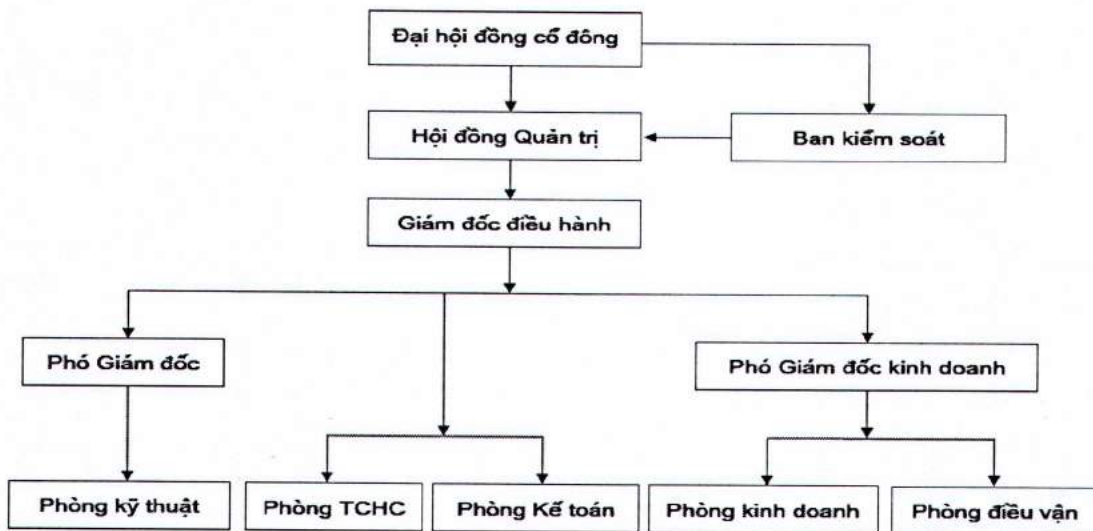 Đại hội đồng cổ đông
Hội đồng Quản trị
Ban kiểm soát
Giám đốc điều hành
Phó Giám đốc
Phó Giám đốc kinh doanh
Phòng kỹ thuật
Phòng TCHC
Phòng Kế toán
Phòng kinh doanh
Phòng điều vận